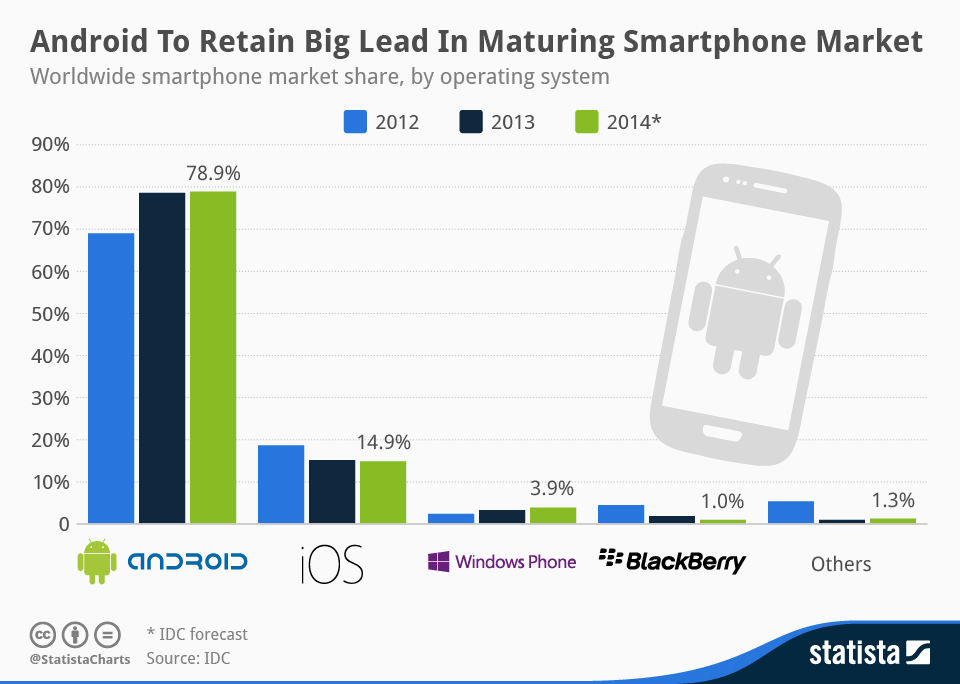 Android To Retain Big Lead In Maturing Smartphone Market
Worldwide smartphone market share, by operating system
2012 2013 2014*
90%
80%
70%
60%
50%
40%
30%
20%
10%
0
78.9%
14.9%
3.9%
1.0%
1.3%
android iOS Windows Phone BlackBerry Others
cc
@StatistaCharts
* IDC forecast
Source: IDC
statista